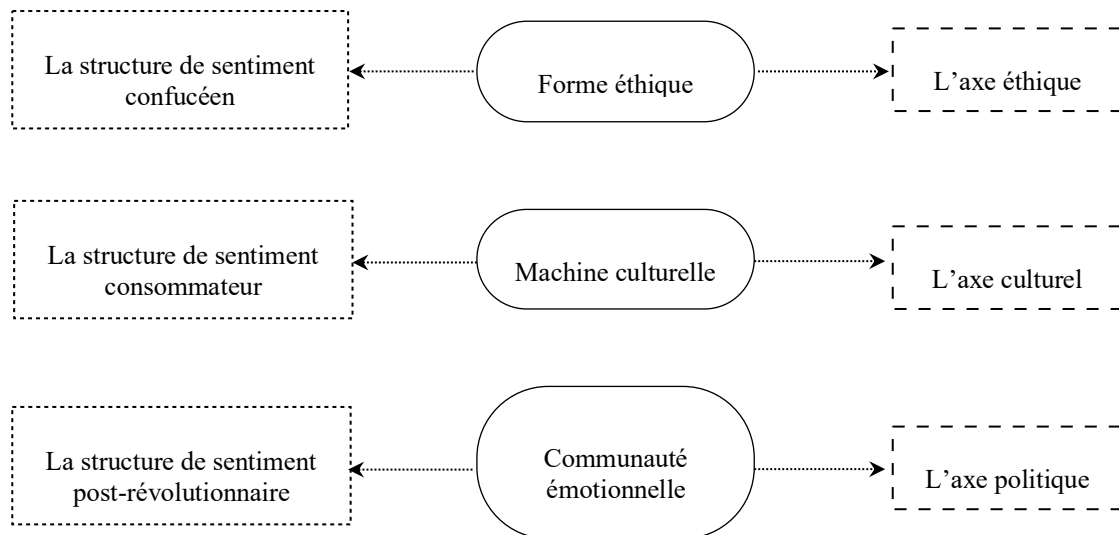 La structure de sentiment
confucéen
Forme éthique
L’axe éthique
La structure de sentiment
consommateur
Machine culturelle
L’axe culturel
La structure de sentiment
post-révolutionnaire
Communauté
émotionnelle
L’axe politique